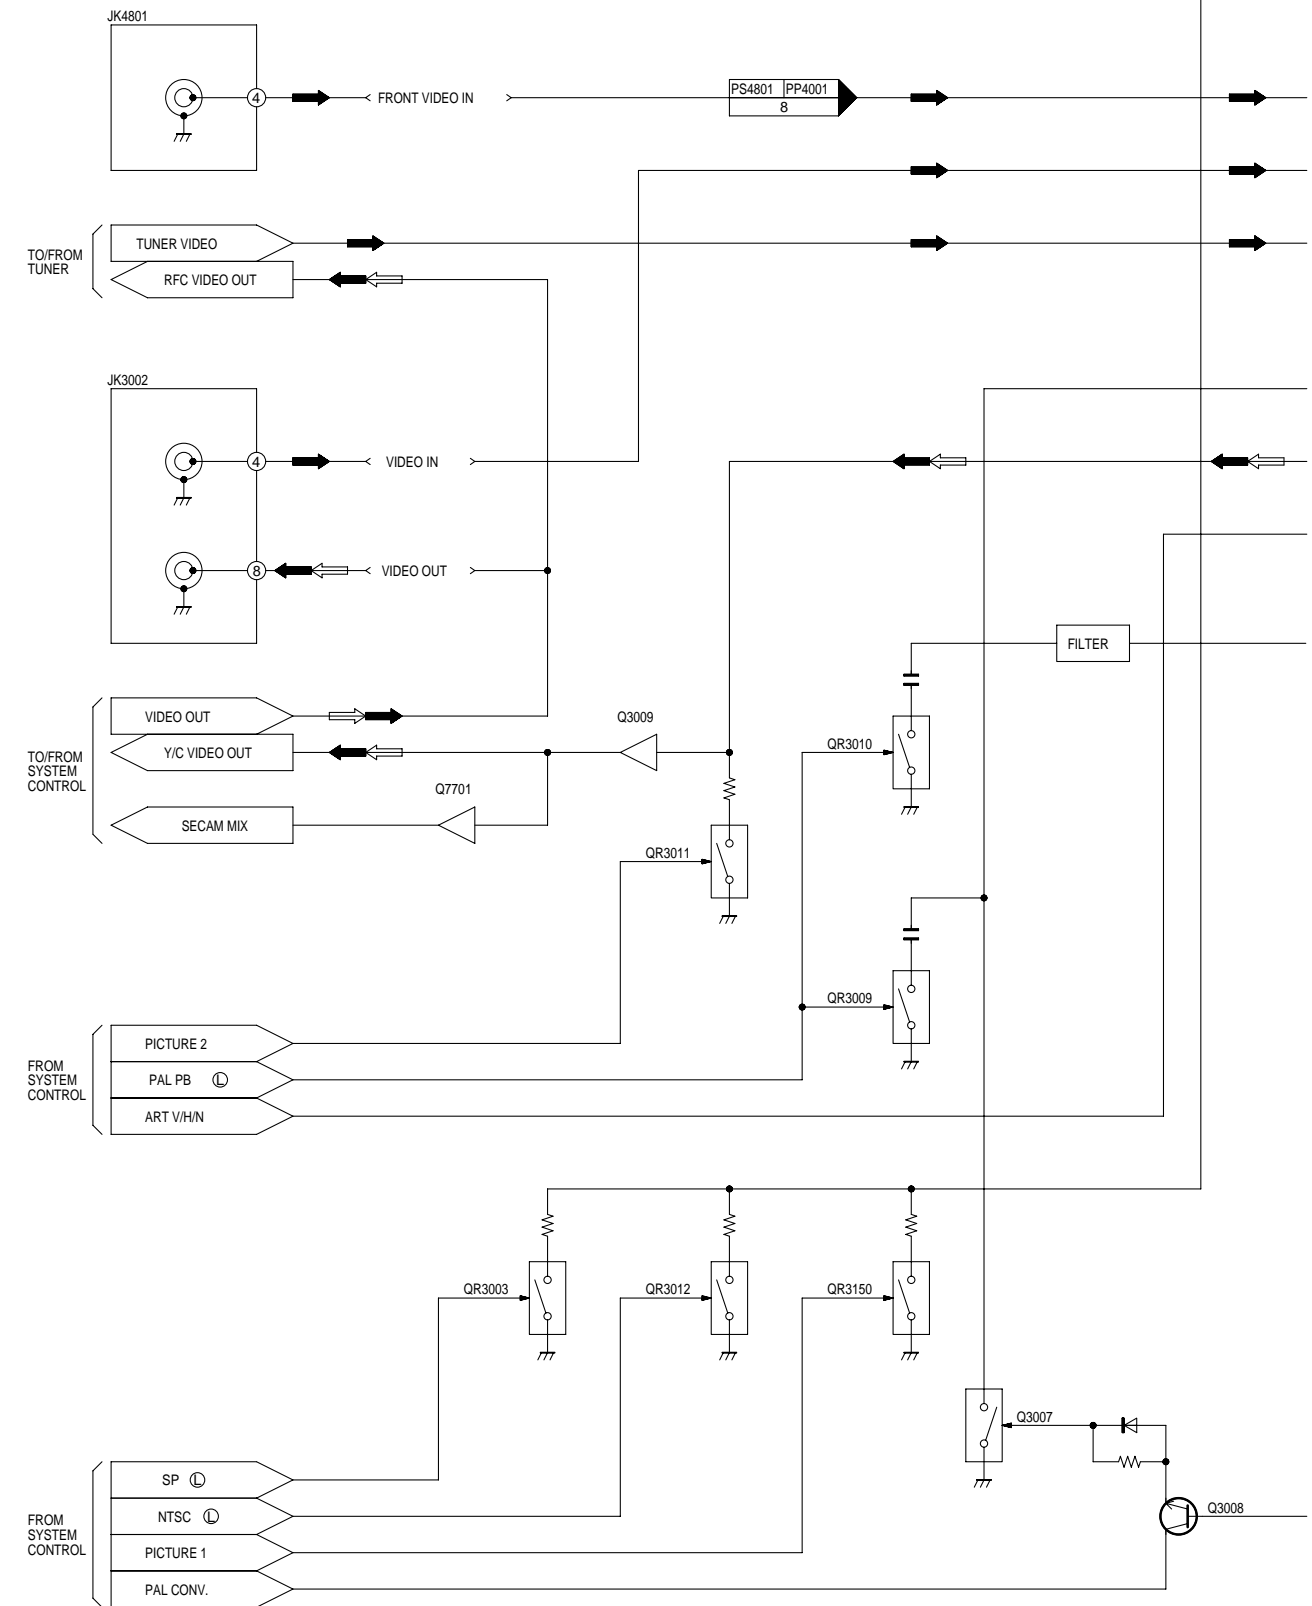 JK4801
4
FRONT VIDEO IN
PS4801 PP4001
8
TO/FROM
TUNER
TUNER VIDEO
RFC VIDEO OUT
JK3002
4
VIDEO IN
8
VIDEO OUT
FILTER
TO/FROM
SYSTEM
CONTROL
VIDEO OUT
Y/C VIDEO OUT
SECAM MIX
Q3009
Q7701
QR3010
QR3011
QR3009
FROM
SYSTEM
CONTROL
PICTURE 2
PAL PB Ⓛ
ART V/H/N
QR3003
QR3012
QR3150
Q3007
Q3008
FROM
SYSTEM
CONTROL
SP Ⓛ
NTSC Ⓛ
PICTURE 1
PAL CONV.